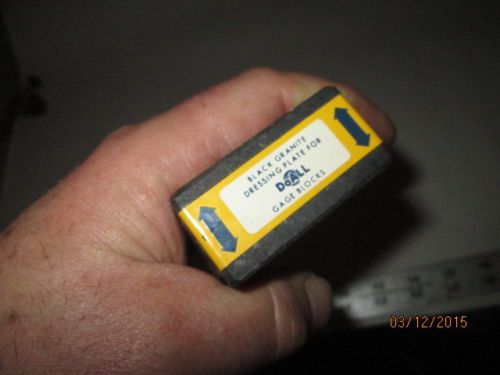 BLACK GRANITE
DRESSING PLATE FOR
DOALL
GAGE BLOCKS
03/12/2015